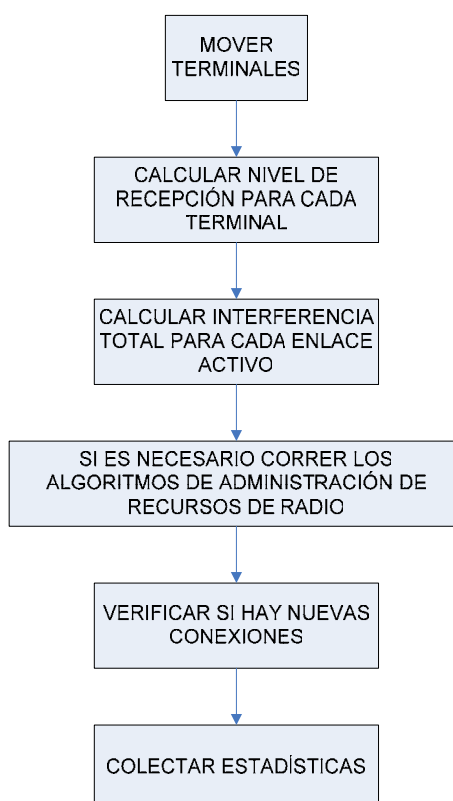 MOVER
TERMINALES
CALCULAR NIVEL DE
RECEPCIÓN PARA CADA
TERMINAL
CALCULAR INTERFERENCIA
TOTAL PARA CADA ENLACE
ACTIVO
SI ES NECESARIO CORRER LOS
ALGORITMOS DE ADMINISTRACIÓN DE
RECURSOS DE RADIO
VERIFICAR SI HAY NUEVAS
CONEXIONES
COLECTAR ESTADÍSTICAS